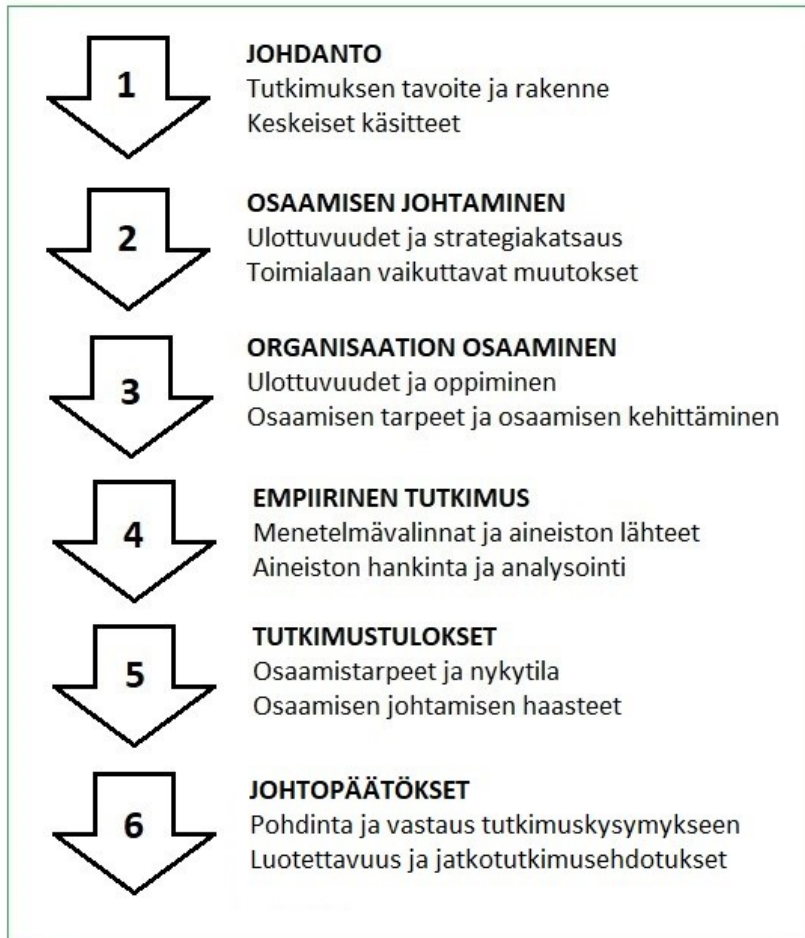 1
JOHDANTO
Tutkimuksen tavoite ja rakenne
Keskeiset käsitteet
2
OSAAMISEN JOHTAMINEN
Ulottuvuudet ja strategiakatsaus
Toimialaan vaikuttavat muutokset
3
ORGANISAATION OSAAMINEN
Ulottuvuudet ja oppiminen
Osaamisen tarpeet ja osaamisen kehittäminen
4
EMPIIRINEN TUTKIMUS
Menetelmävalinnat ja aineiston lähteet
Aineiston hankinta ja analysointi
5
TUTKIMUSTULOKSET
Osaamistarpeet ja nykytila
Osaamisen johtamisen haasteet
6
JOHTOPÄÄTÖKSET
Pohdinta ja vastaus tutkimuskysymykseen
Luotettavuus ja jatkotutkimusehdotukset